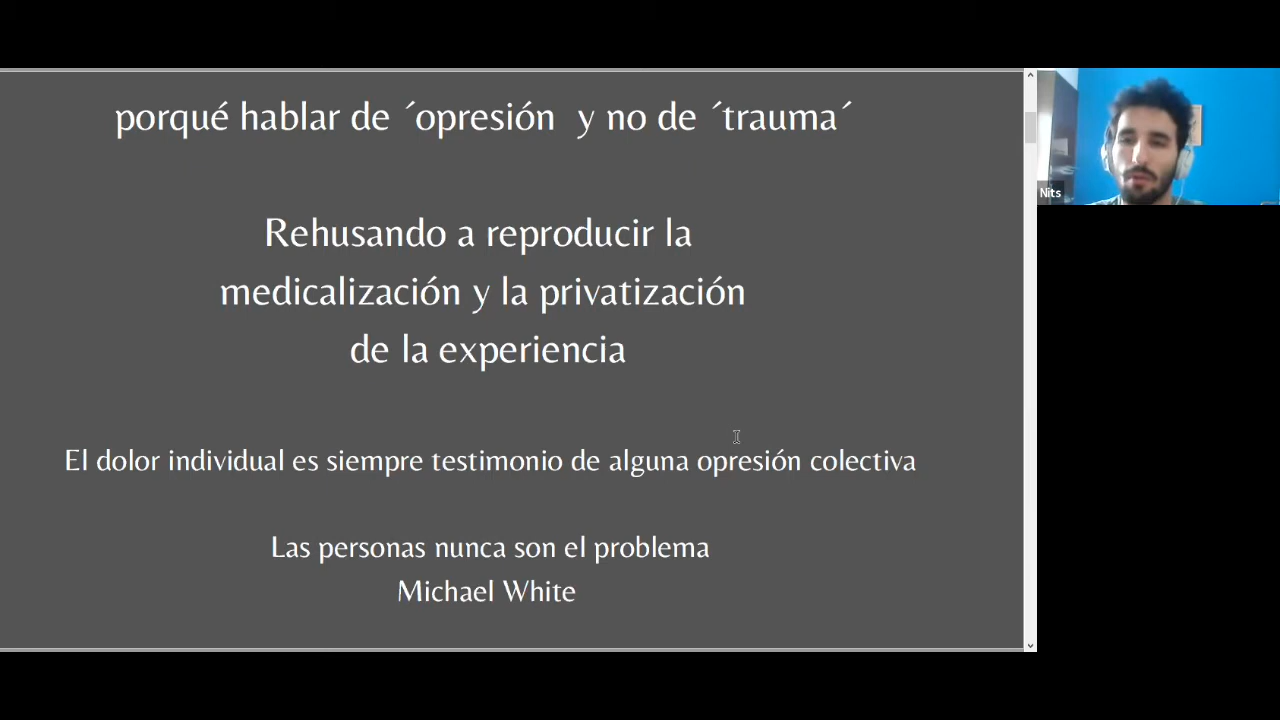 porqué hablar de ´opresión y no de ´trauma´
Rehusando a reproducir la
medicalización y la privatización
de la experiencia
El dolor individual es siempre testimonio de alguna opresión colectiva
Las personas nunca son el problema
Michael White
Nits